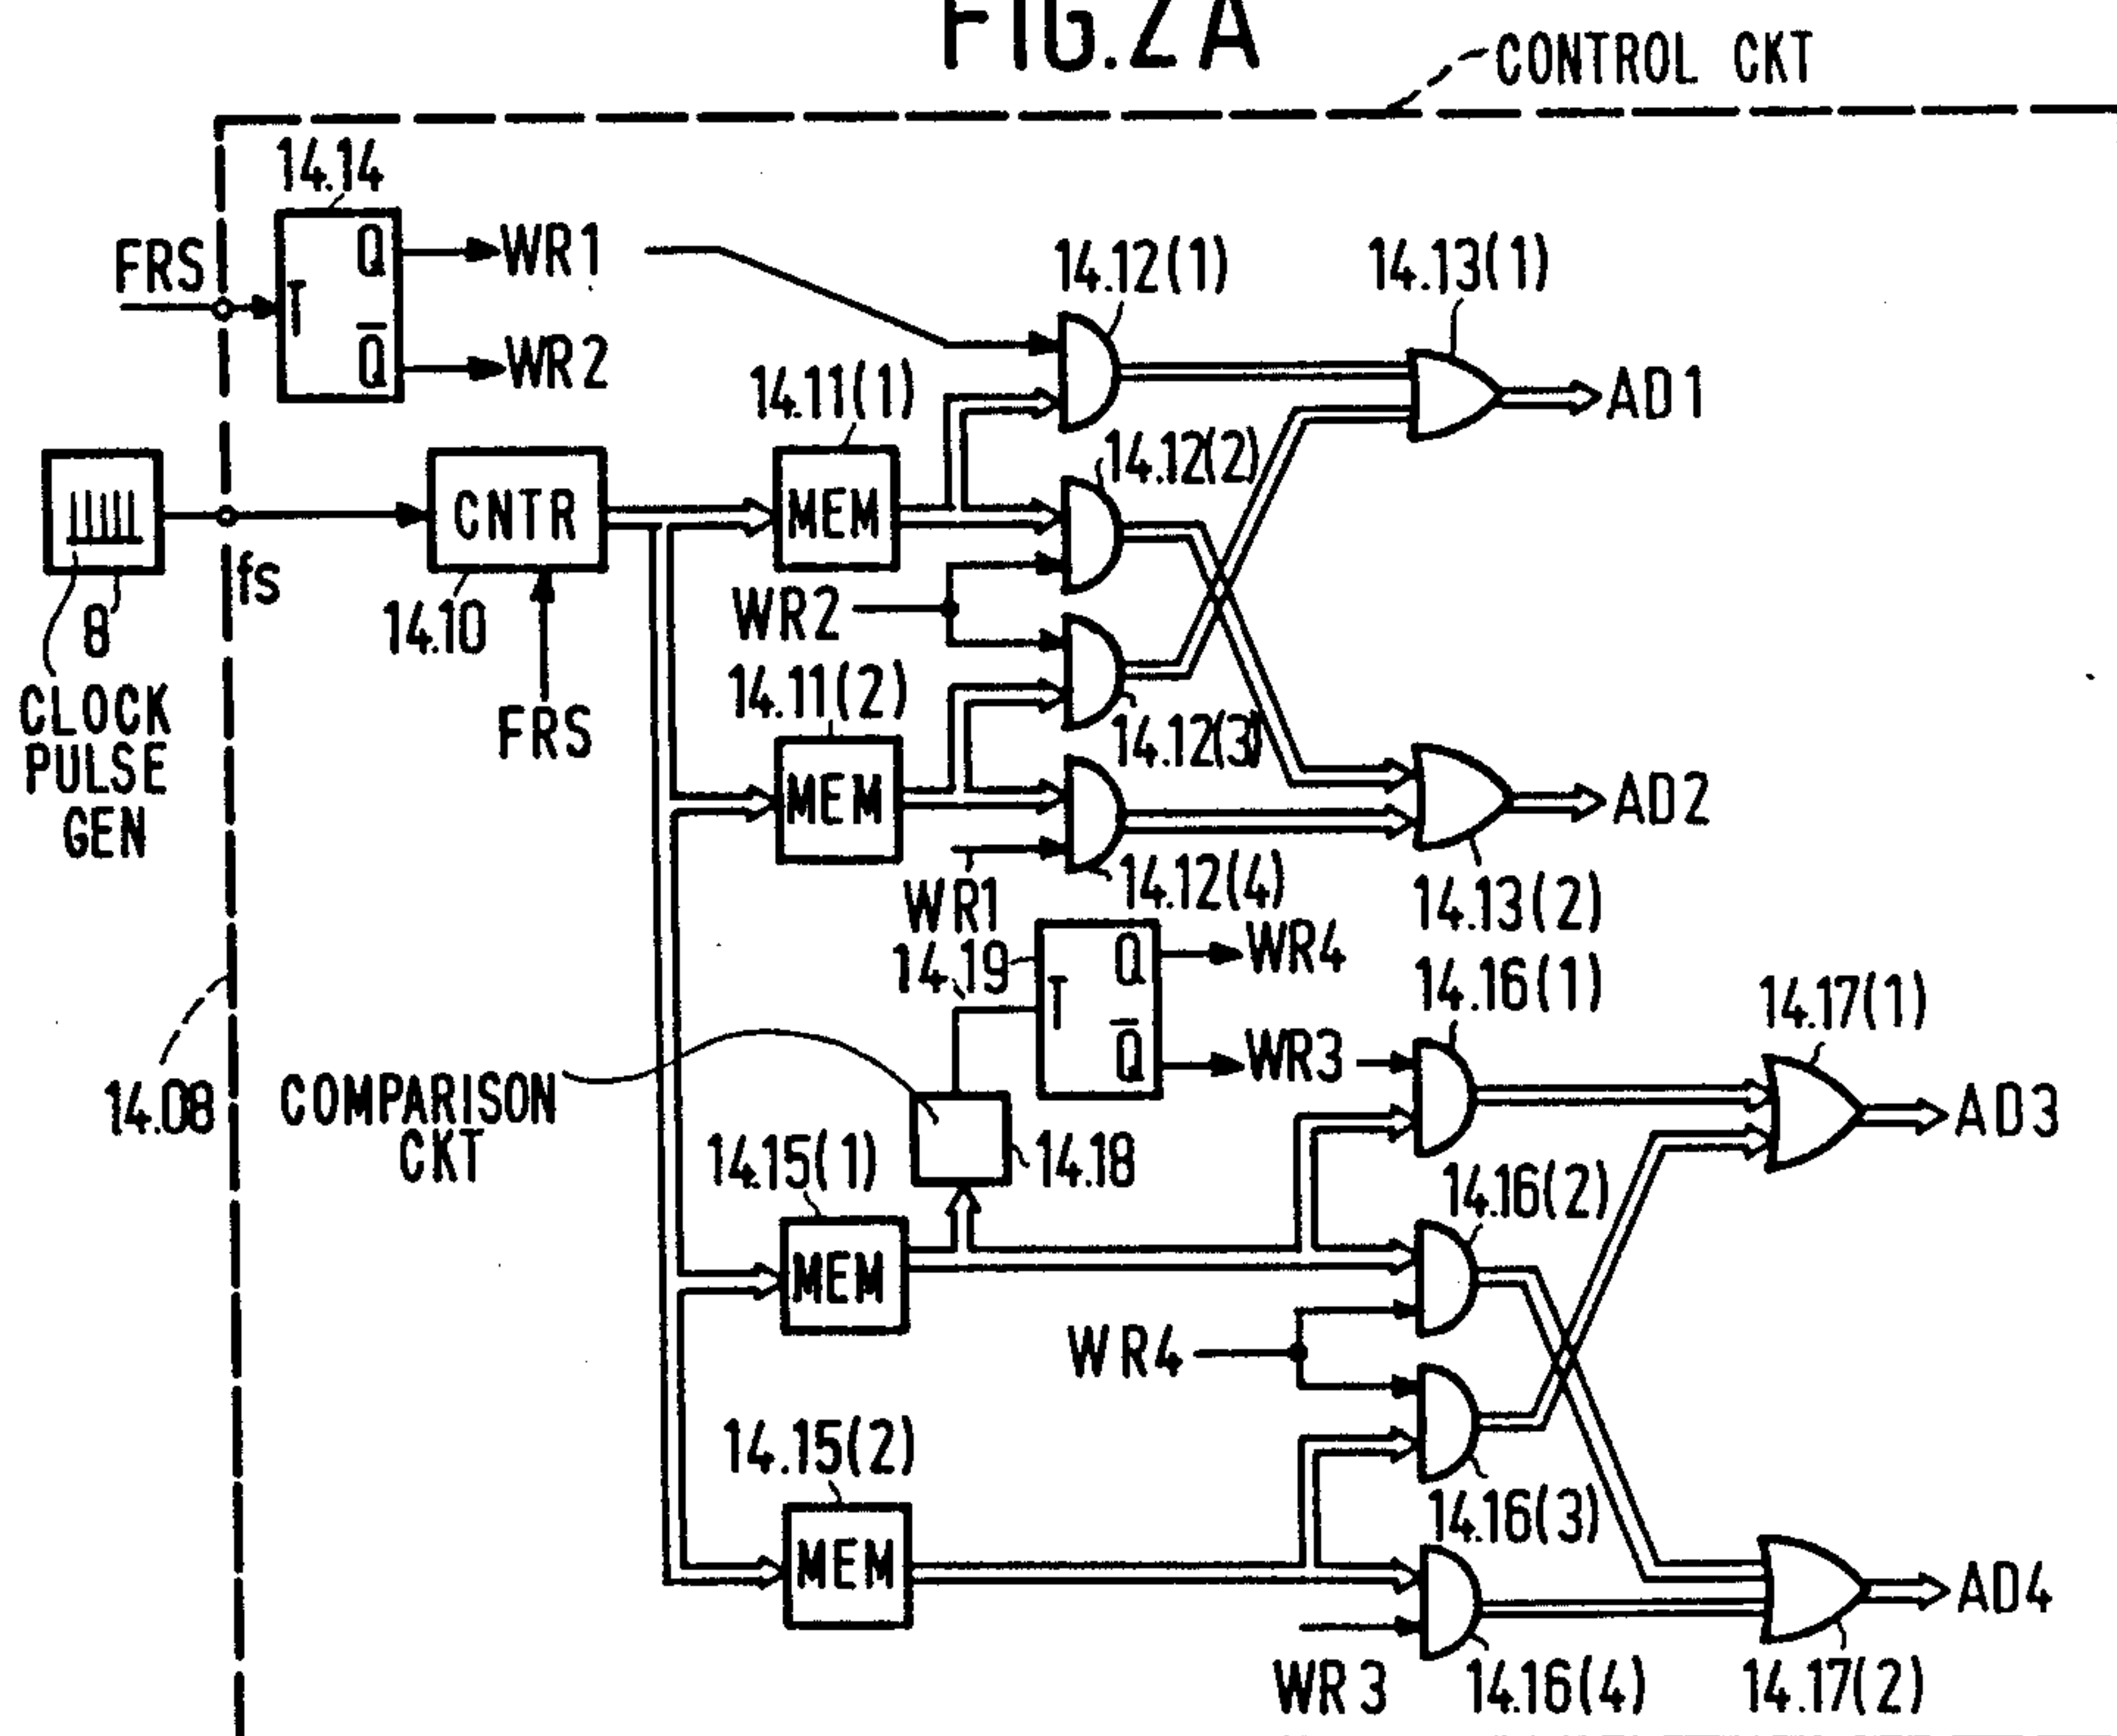 FIG.2A
CONTROL CKT
14.14
FRS
T
Q
Q̅
WR1
WR2
14.12(1)
14.13(1)
AD1
14.11(1)
MEM
14.12(2)
CNTR
fs
8
CLOCK
PULSE
GEN
14.10
FRS
WR2
14.11(2)
MEM
14.12(3)
AD2
WR1
14.12(4)
14.13(2)
14.19
T
Q
Q̅
WR4
WR3
14.16(1)
14.17(1)
AD3
14.08
COMPARISON
CKT
14.18
14.15(1)
MEM
14.16(2)
WR4
14.15(2)
MEM
14.16(3)
AD4
WR3
14.16(4)
14.17(2)